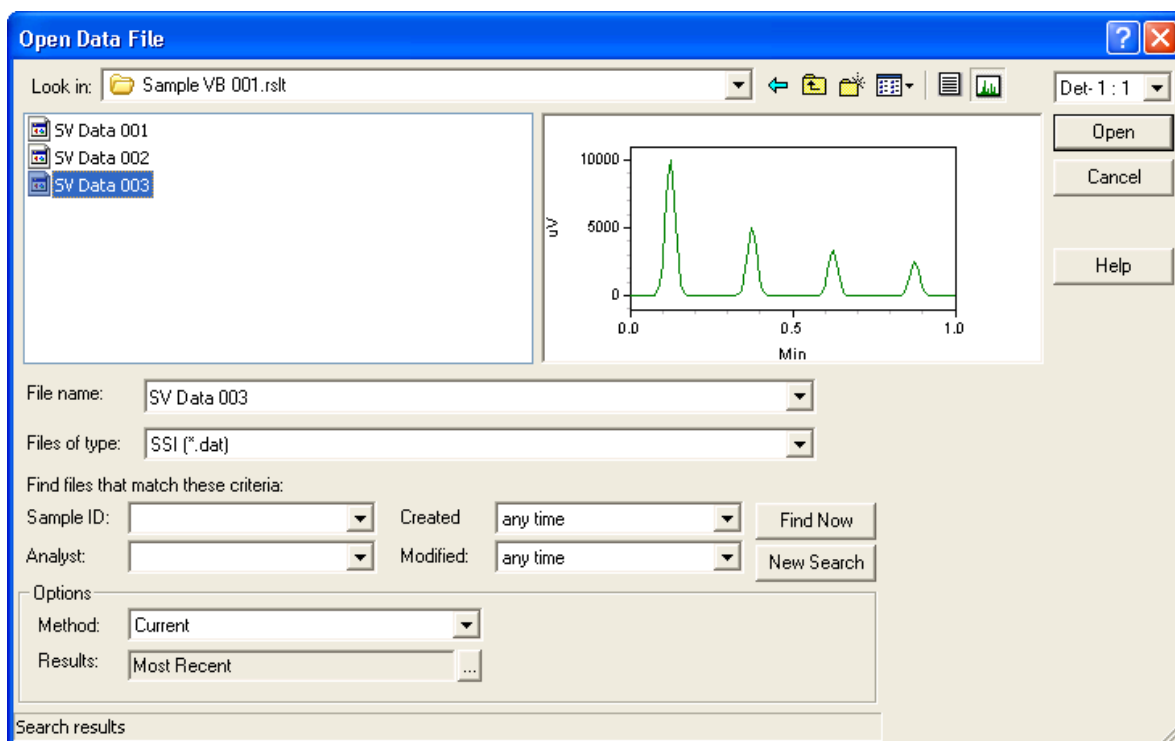 Open Data File
Look in: Sample VB 001.rslt
Det- 1 : 1
SV Data 001
SV Data 002
SV Data 003
10000
5000
0
uV
0.0 0.5 1.0
Min
Open
Cancel
Help
File name: SV Data 003
Files of type: SSI (*.dat)
Find files that match these criteria:
Sample ID: Created any time Find Now
Analyst: Modified: any time New Search
Options
Method: Current
Results: Most Recent ...
Search results